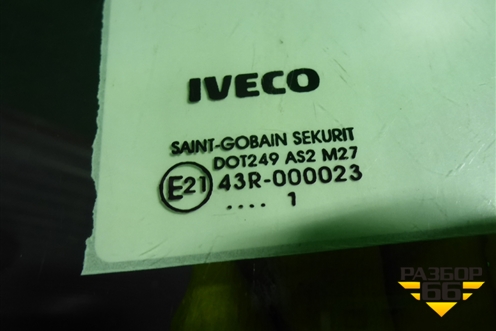 IVECO
SAINT-GOBAIN SEKURIT
DOT249 AS2 M27
E21 43R-000023
.... 1
РАЗБОР
66